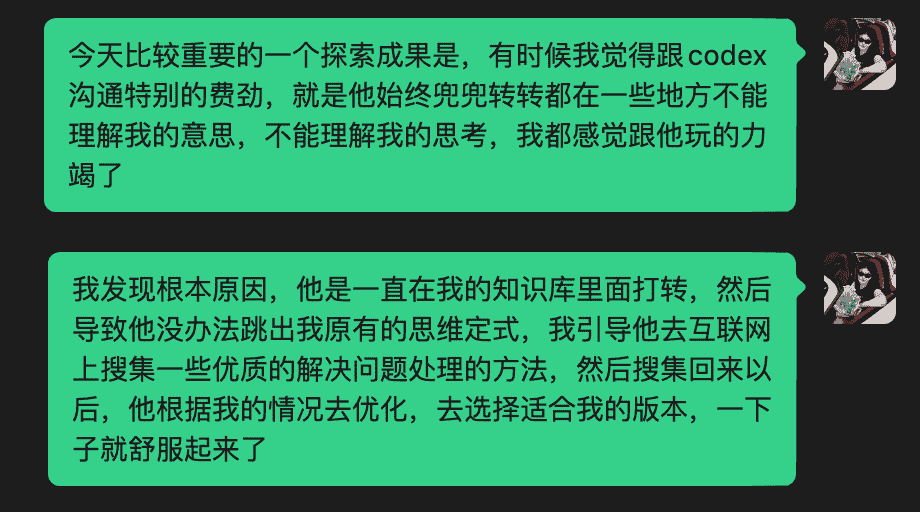 今天比较重要的一个探索成果是，有时候我觉得跟codex
沟通特别的费劲，就是他始终兜兜转转都在一些地方不能
理解我的意思，不能理解我的思考，我都感觉跟他玩的力
竭了
我发现根本原因，他是一直在我的知识库里面打转，然后
导致他没办法跳出我原有的思维定式，我引导他去互联网
上搜集一些优质的解决问题处理的方法，然后搜集回来以
后，他根据我的情况去优化，去选择适合我的版本，一下
子就舒服起来了